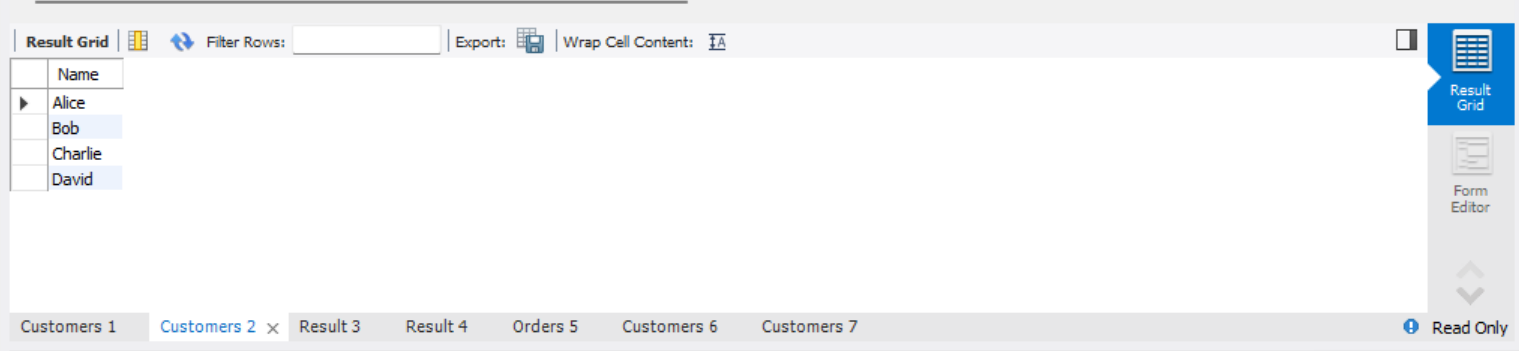 Result Grid Filter Rows: Export: Wrap Cell Content:
Name
Alice
Bob
Charlie
David
Result
Grid
Form
Editor
Customers 1 Customers 2 Result 3 Result 4 Orders 5 Customers 6 Customers 7 Read Only